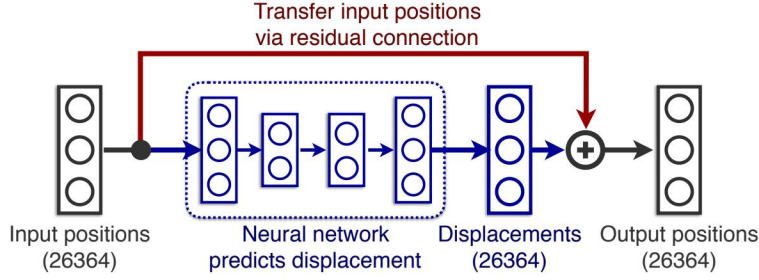 Transfer input positions
via residual connection
Input positions
(26364)
Neural network
predicts displacement
Displacements
(26364)
Output positions
(26364)